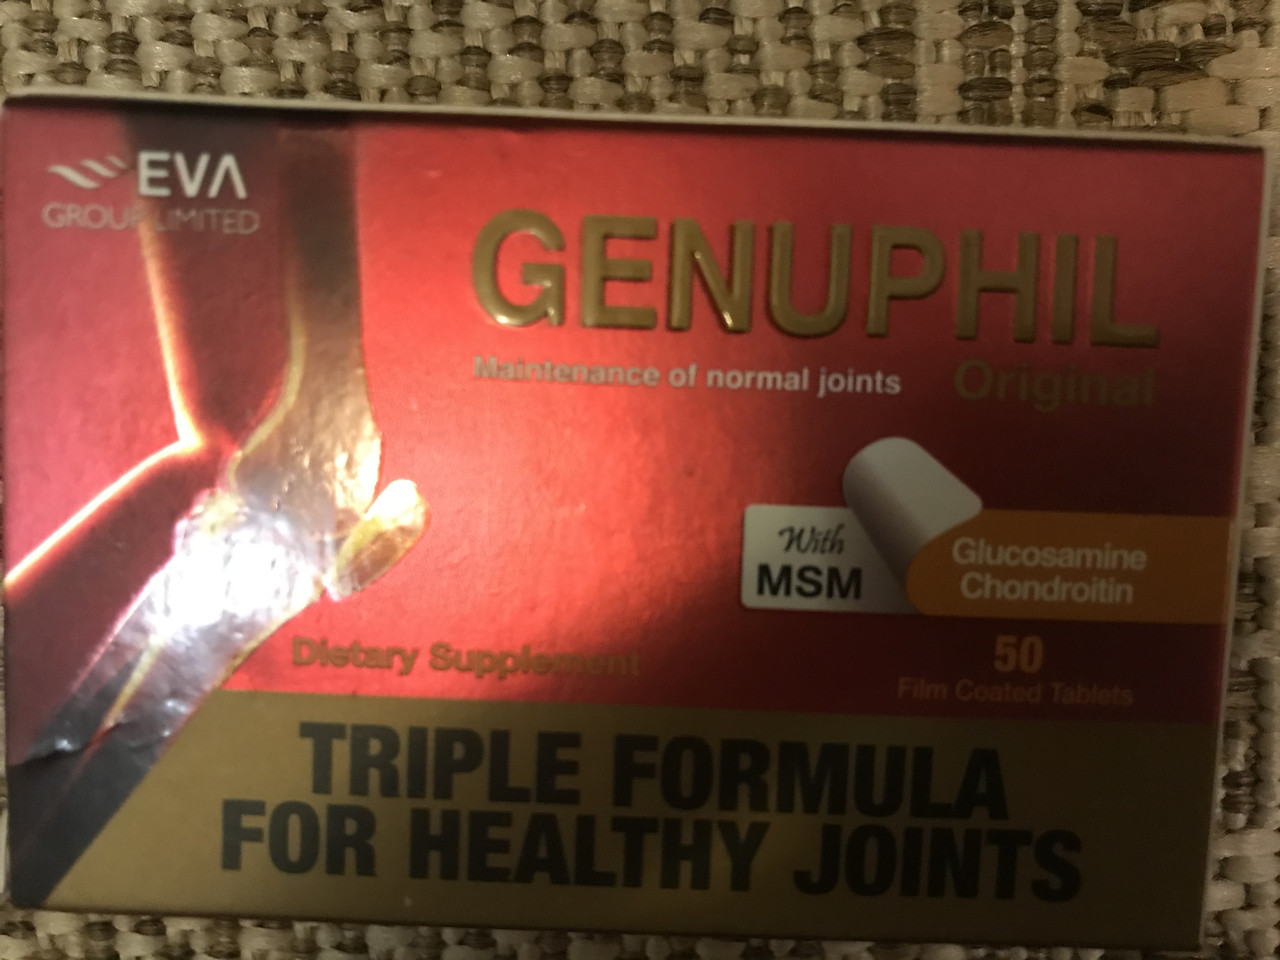 EVA
GROUP LIMITED
GENUPHIL
Maintenance of normal joints
Original
With
MSM
Glucosamine
Chondroitin
50
Film Coated Tablets
Dietary Supplement
TRIPLE FORMULA
FOR HEALTHY JOINTS